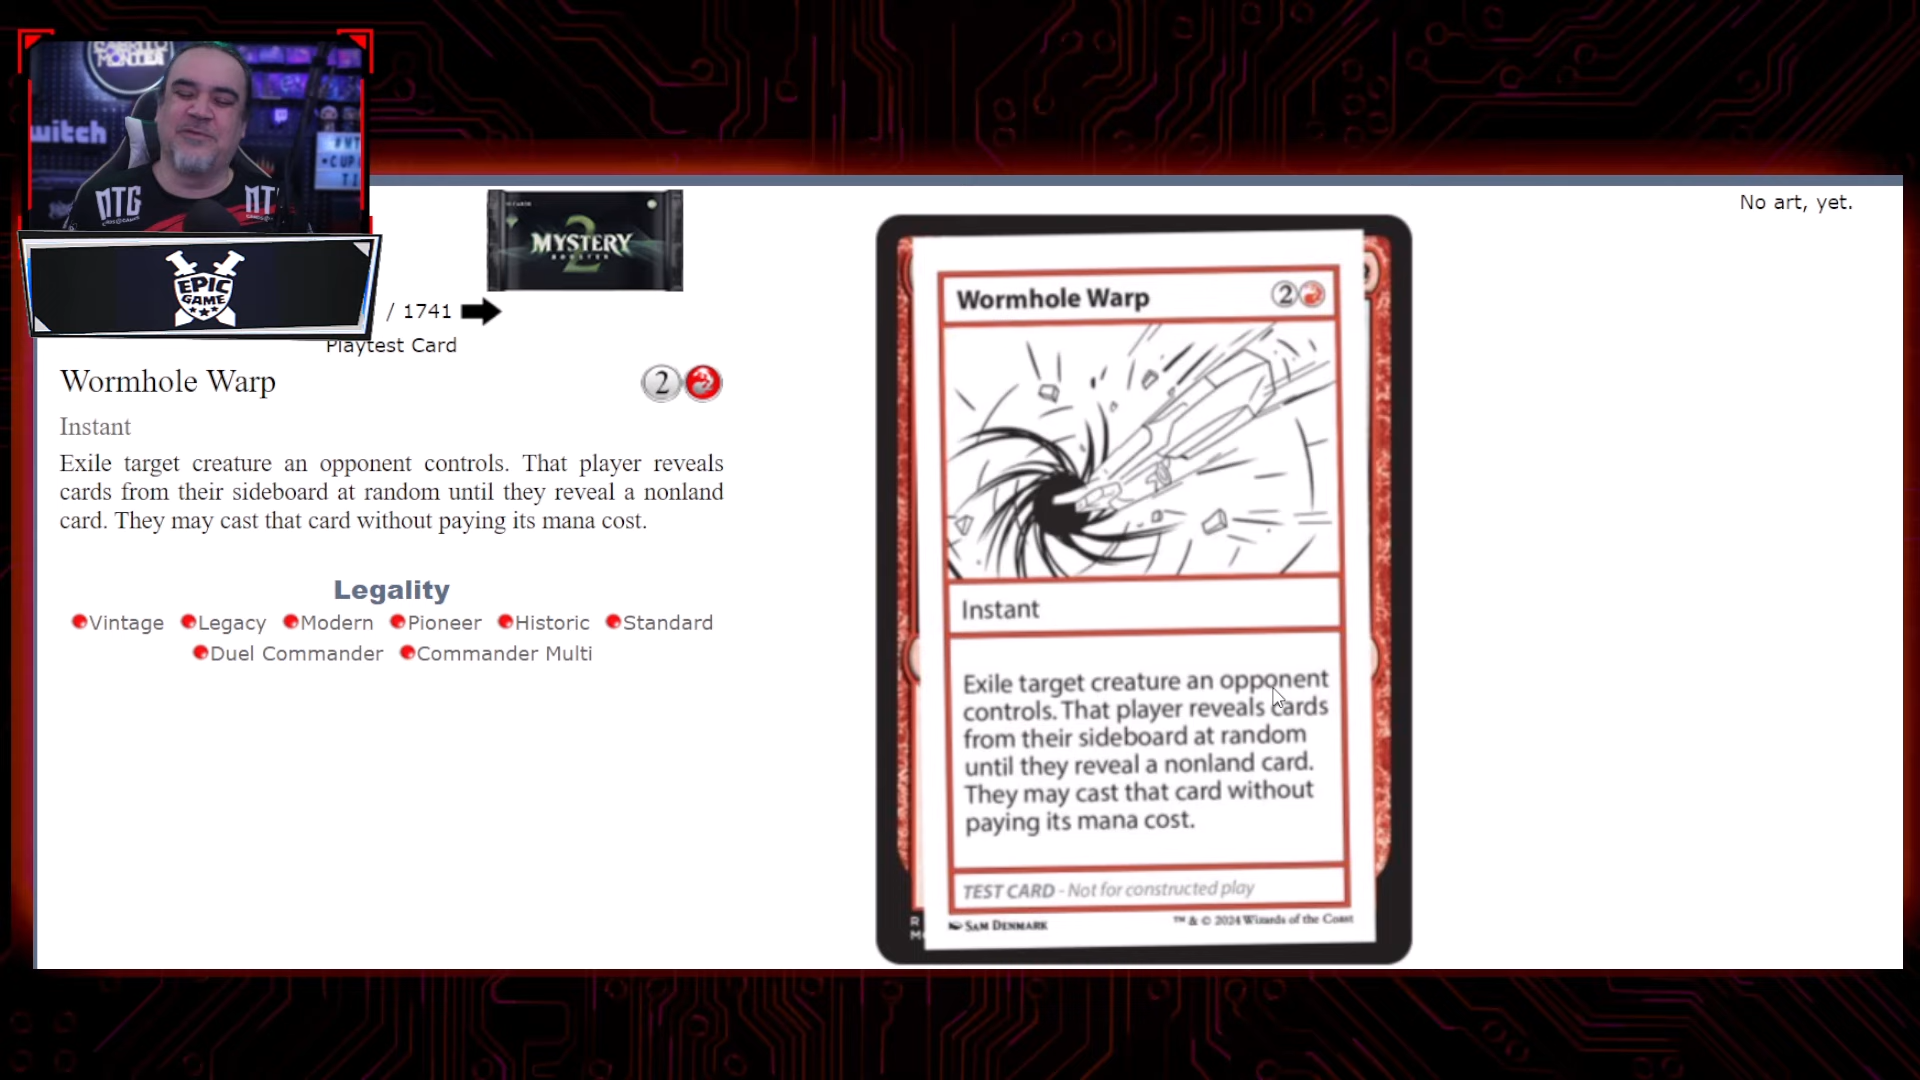 MONTEA
witch
MTG
MT
CUP
EPIC
GAME
MYSTERY
2
BOOSTER
No art, yet.
/ 1741
Playtest Card
Wormhole Warp
2
Instant
Exile target creature an opponent controls. That player reveals
cards from their sideboard at random until they reveal a nonland
card. They may cast that card without paying its mana cost.
Legality
Vintage Legacy Modern Pioneer Historic Standard
Duel Commander Commander Multi
Wormhole Warp 2
Instant
Exile target creature an opponent
controls. That player reveals cards
from their sideboard at random
until they reveal a nonland card.
They may cast that card without
paying its mana cost.
TEST CARD - Not for constructed play
SAM DENMARK ™ & © 2024 Wizards of the Coast
R
M